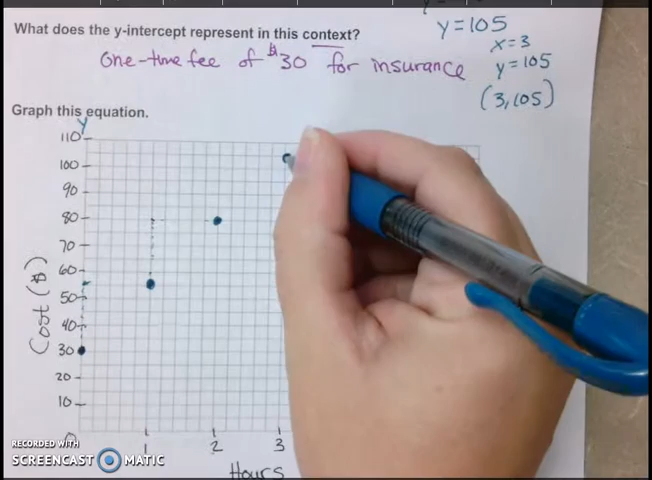 y=105
What does the y-intercept represent in this context?
x=3
One-time fee of $30 for insurance
y=105
(3,105)
Graph this equation.
y
110
100
90
80
70
60
50
40
30
20
10
0
Cost ($)
1 2 3
Hours
RECORDED WITH
SCREENCAST MATIC